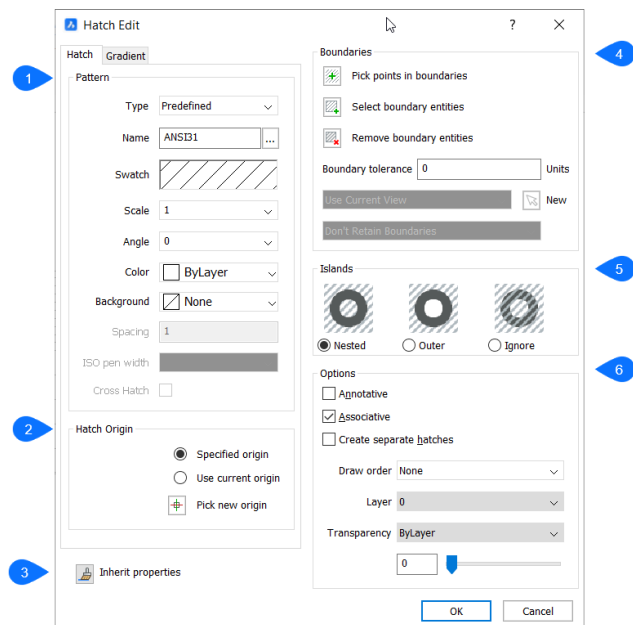 Hatch Edit
?
Hatch
Gradient
1
Pattern
Type
Predefined
Name
ANSI31
...
Swatch
Scale
1
Angle
0
Color
ByLayer
Background
None
Spacing
1
ISO pen width
Cross Hatch
2
Hatch Origin
Specified origin
Use current origin
Pick new origin
3
Inherit properties
4
Boundaries
Pick points in boundaries
Select boundary entities
Remove boundary entities
Boundary tolerance
0
Units
Use Current View
New
Don't Retain Boundaries
5
Islands
Nested
Outer
Ignore
6
Options
Annotative
Associative
Create separate hatches
Draw order
None
Layer
0
Transparency
ByLayer
0
OK
Cancel